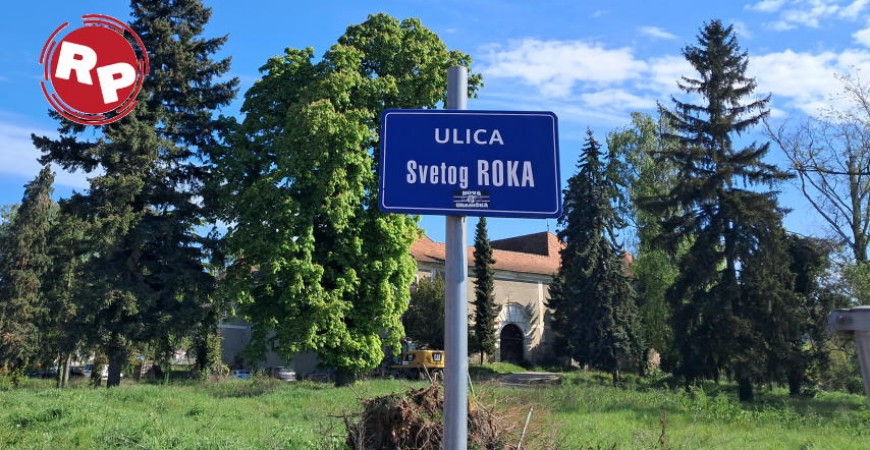 RP
ULICA
Svetog ROKA
NOVA
GRADIŠKA